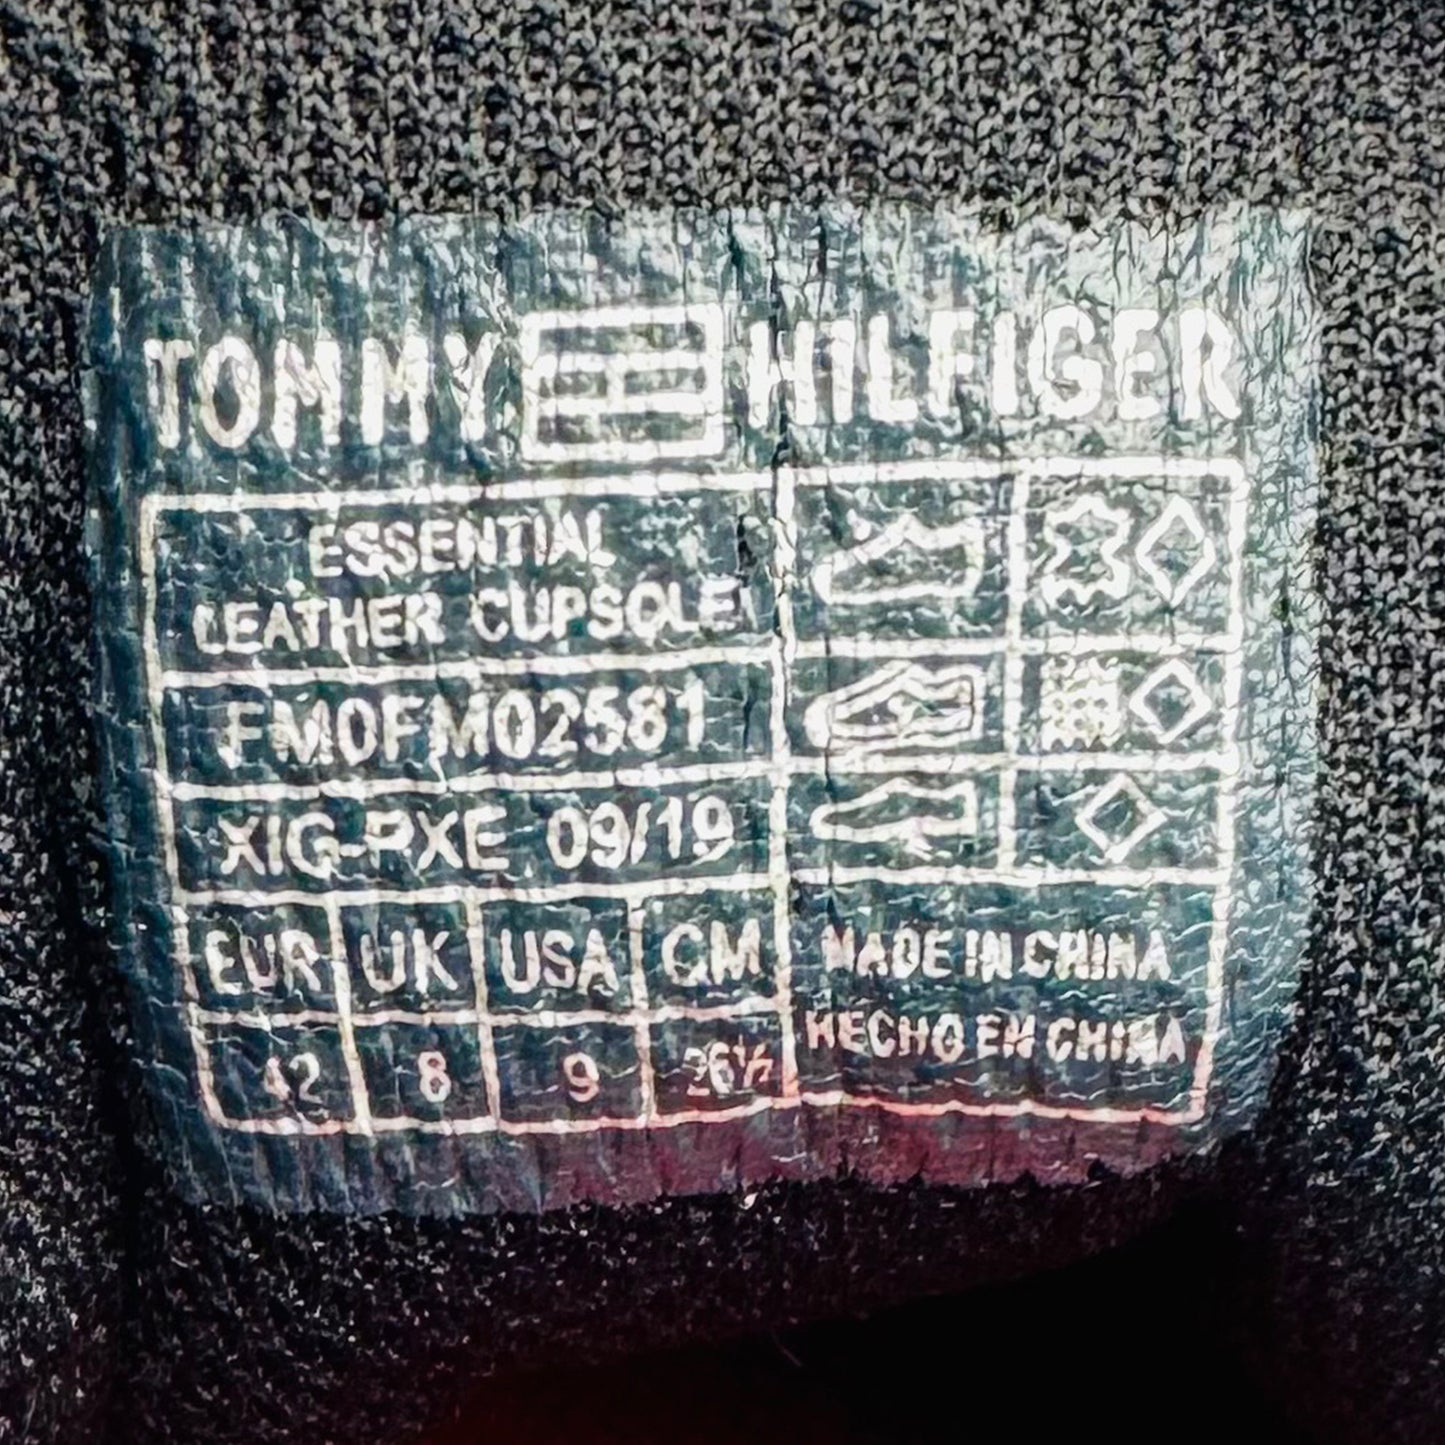 TOMMY HILFIGER
ESSENTIAL
LEATHER CUPSOLE
FM0FM02581
XIG-PXE 09/19
EUR UK USA CM
42 8 9 26½
MADE IN CHINA
HECHO EN CHINA